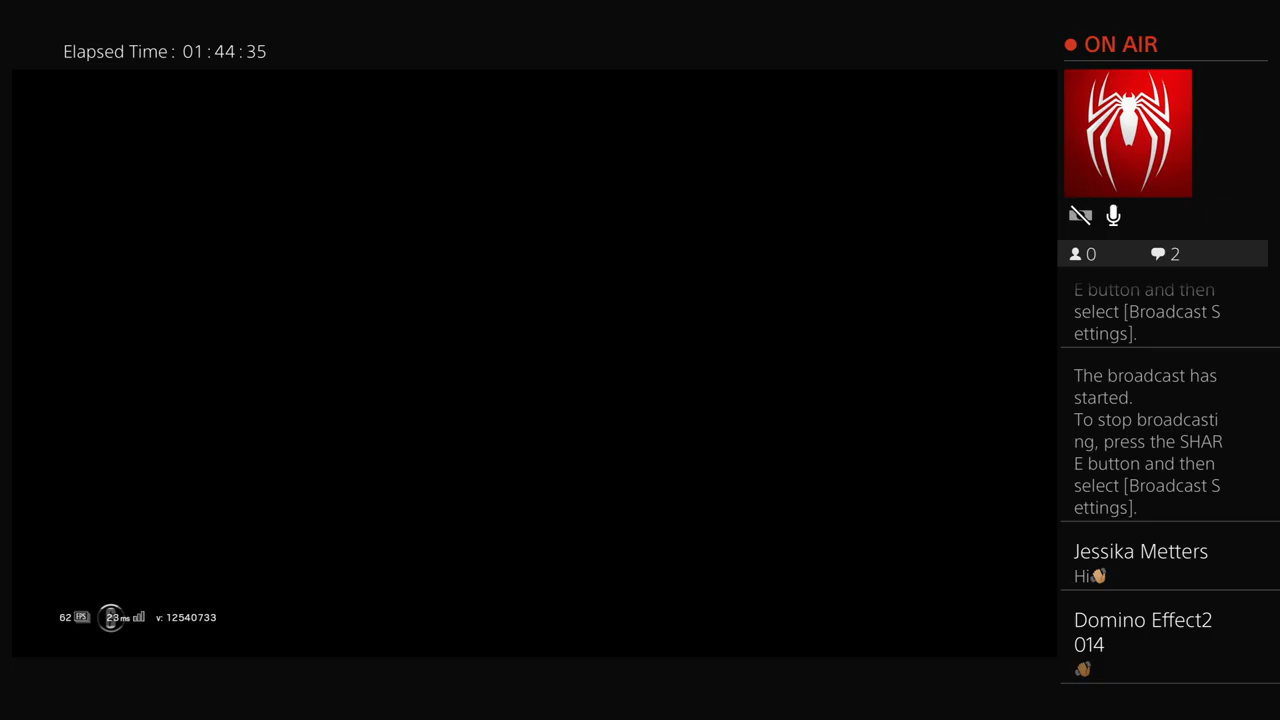 Elapsed Time : 01 : 44 : 35
ON AIR
0 2
E button and then
select [Broadcast S
ettings].
The broadcast has
started.
To stop broadcasti
ng, press the SHAR
E button and then
select [Broadcast S
ettings].
Jessika Metters
Hi👋🏽
Domino Effect2
014
👋🏾
62 FPS 23ms v: 12540733